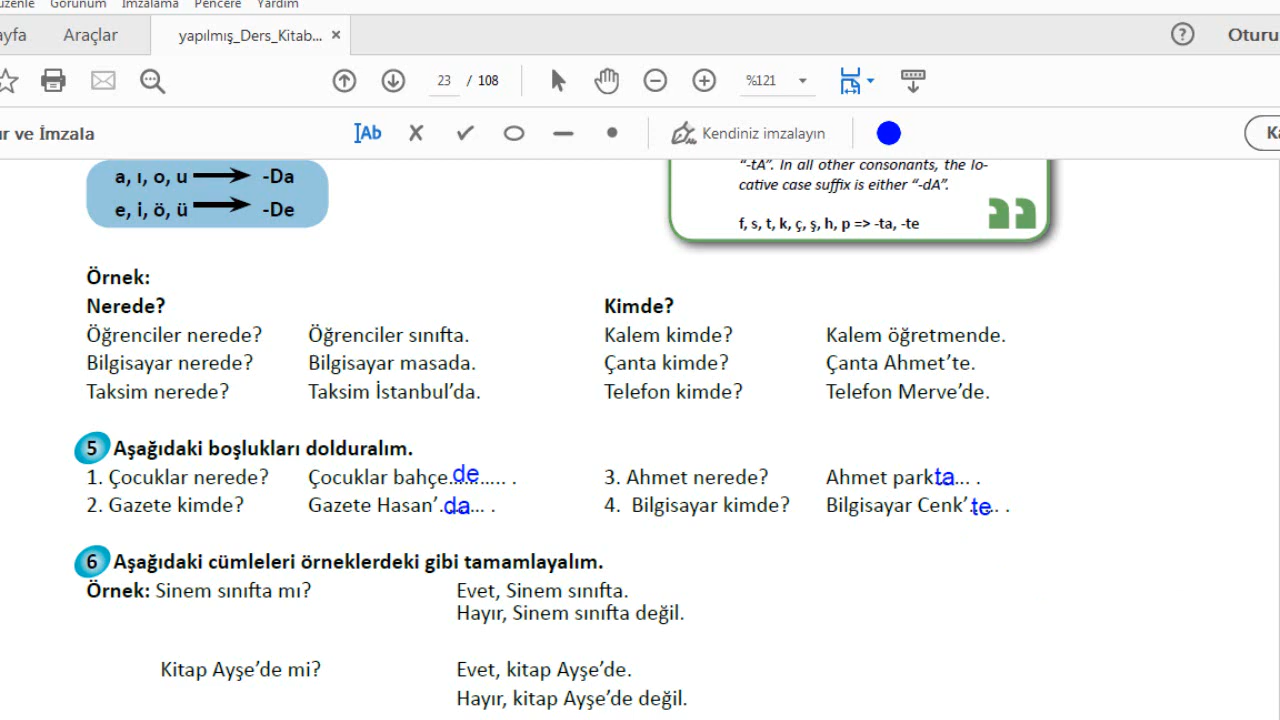 Düzenle Görünüm İmzalama Pencere Yardım
ayfa Araçlar yapılmış_Ders_Kitab... × ? Oturu
23 / 108 %121
ur ve İmzala IAb Kendiniz imzalayın Ka
a, ı, o, u -Da
e, i, ö, ü -De
“-tA”. In all other consonants, the lo-
cative case suffix is either “-dA”.
f, s, t, k, ç, ş, h, p => -ta, -te
Örnek:
Nerede? Kimde?
Öğrenciler nerede? Öğrenciler sınıfta. Kalem kimde? Kalem öğretmende.
Bilgisayar nerede? Bilgisayar masada. Çanta kimde? Çanta Ahmet’te.
Taksim nerede? Taksim İstanbul’da. Telefon kimde? Telefon Merve’de.
5 Aşağıdaki boşlukları dolduralım.
1. Çocuklar nerede? Çocuklar bahçe..de...... . 3. Ahmet nerede? Ahmet parkta... .
2. Gazete kimde? Gazete Hasan’.da.... . 4. Bilgisayar kimde? Bilgisayar Cenk’.te... .
6 Aşağıdaki cümleleri örneklerdeki gibi tamamlayalım.
Örnek: Sinem sınıfta mı? Evet, Sinem sınıfta.
Hayır, Sinem sınıfta değil.
Kitap Ayşe’de mi? Evet, kitap Ayşe’de.
Hayır, kitap Ayşe’de değil.